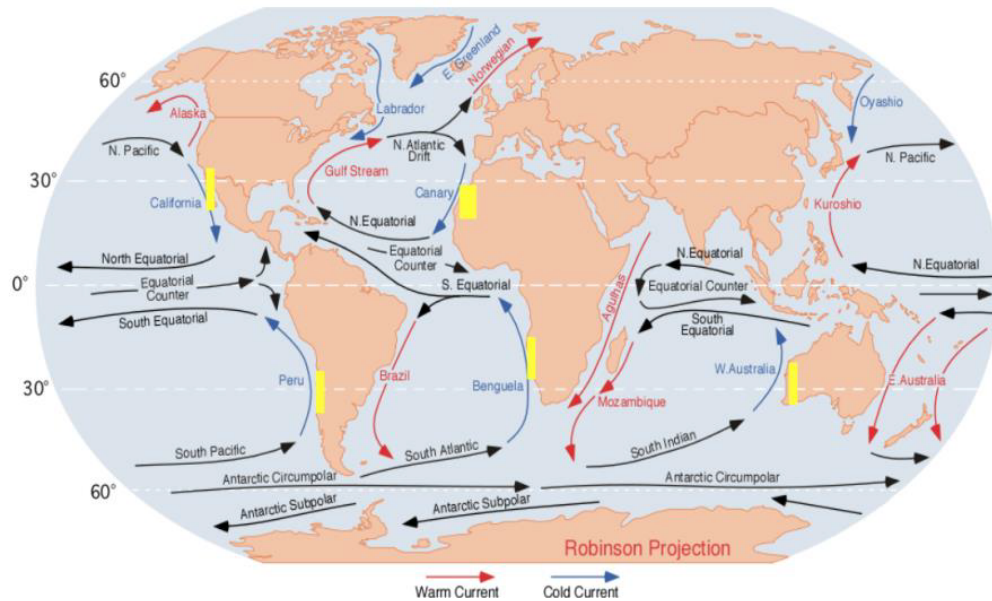 60°
E. Greenland
Norwegian
Labrador
Oyashio
Alaska
N. Pacific
N. Atlantic
Drift
N. Pacific
Gulf Stream
30°
30°
California
Canary
Kuroshio
N.Equatorial
North Equatorial
Equatorial
Counter
N.Equatorial
N.Equatorial
0°
0°
Equatorial
Counter
S. Equatorial
Equatorial Counter
South Equatorial
South
Equatorial
Agulhas
Peru
Brazil
Benguela
W.Australia
E.Australia
30°
30°
Mozambique
South Pacific
South Atlantic
South Indian
Antarctic Circumpolar
Antarctic Circumpolar
60°
Antarctic Subpolar
Antarctic Subpolar
Robinson Projection
Warm Current
Cold Current